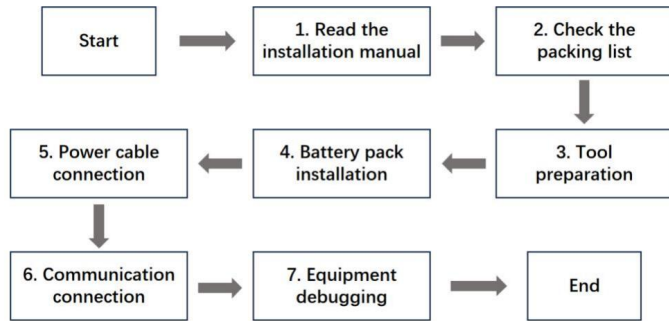 Start
1. Read the
installation manual
2. Check the
packing list
3. Tool
preparation
4. Battery pack
installation
5. Power cable
connection
6. Communication
connection
7. Equipment
debugging
End